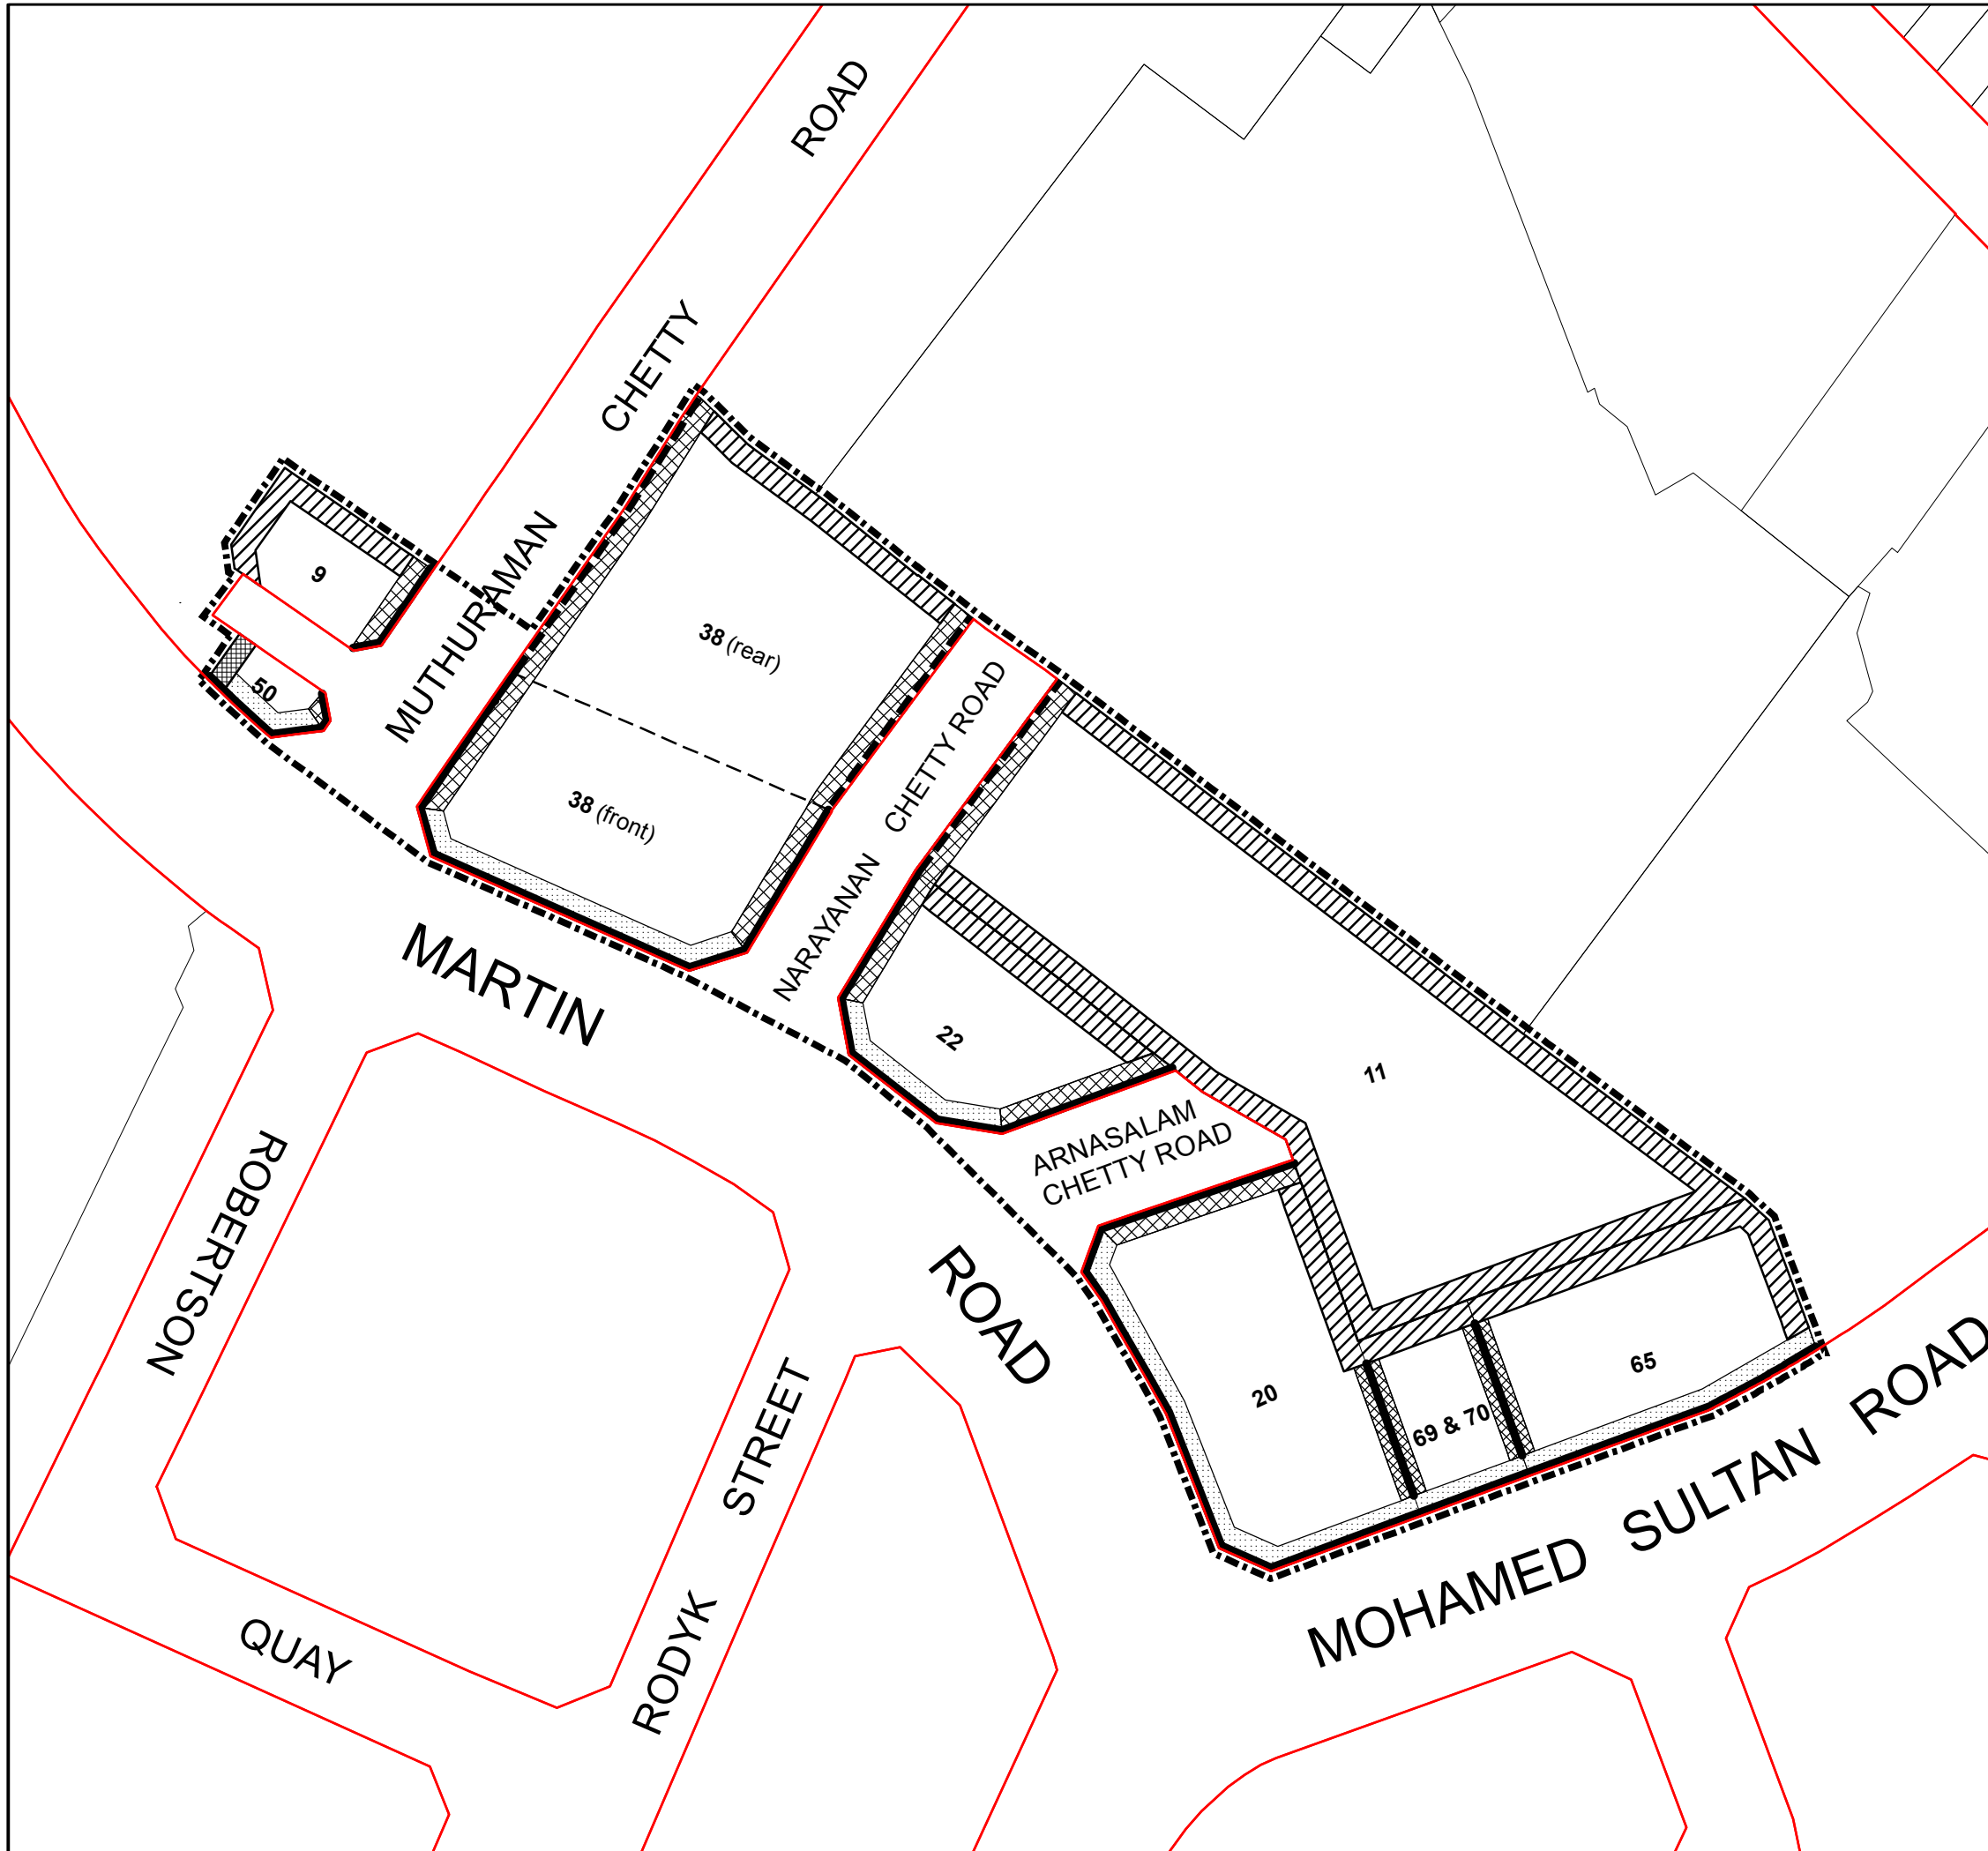 MUTHURAMAN CHETTY ROAD
9
50
38 (rear)
38 (front)
NARAYANAN CHETTY ROAD
22
11
MARTIN ROAD
ARNASALAM
CHETTY ROAD
20
69 & 70
65
MOHAMED SULTAN ROAD
ROBERTSON QUAY
RODYK STREET